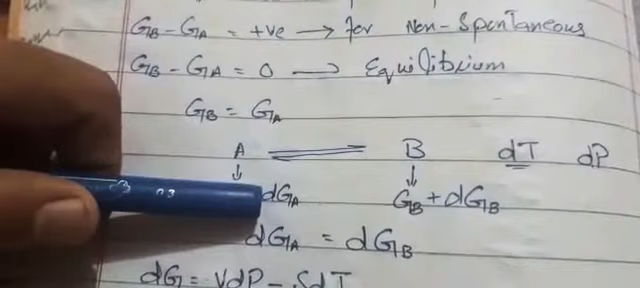 GB - GA = +ve → for Non-Spontaneous
GB - GA = 0 → Equilibrium
GB = GA
A ⇌ B dT dP
↓ ↓
dGA GB + dGB
dGA = dGB
dG = VdP - SdT